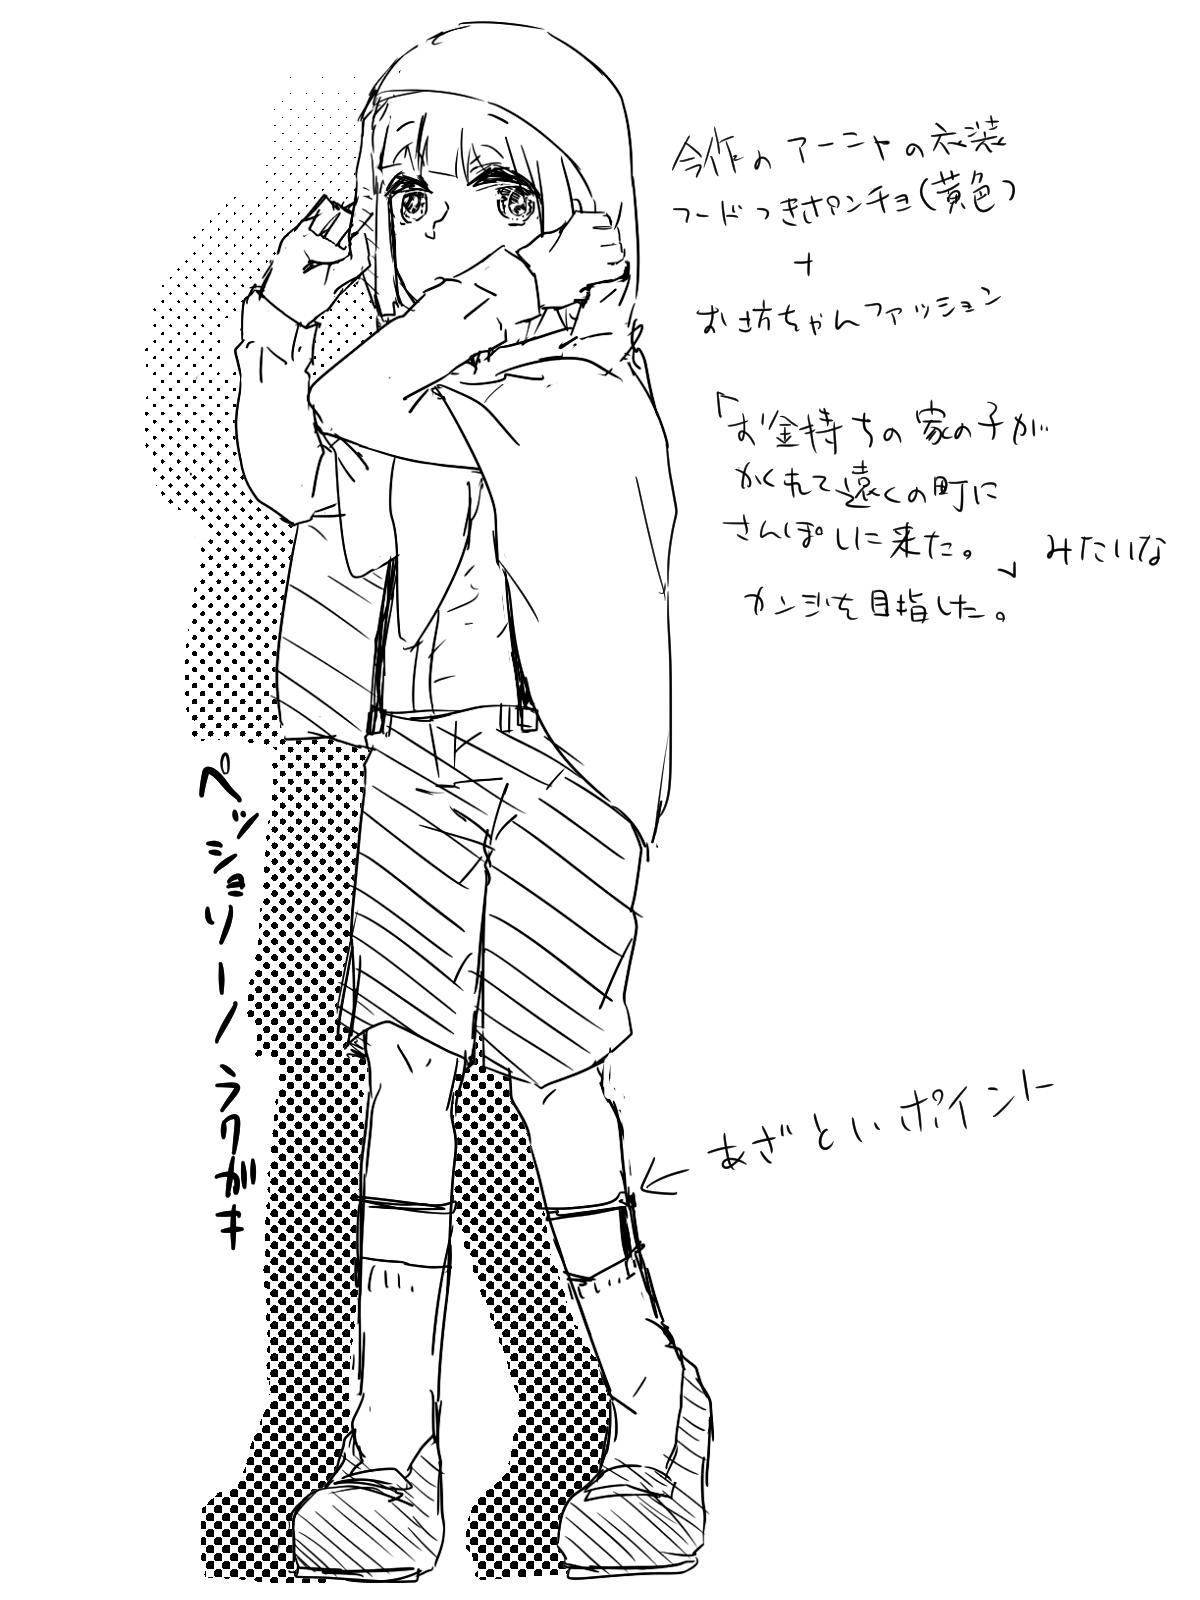 今作のアーニャの衣装
フードつきポンチョ(黄色)
+
お坊ちゃんファッション
「お金持ちの家の子が
かくれて遠くの町に
さんぽしに来た。」みたいな
カンジを目指した。
ペッショリーノラクガキ
←あざといポイント